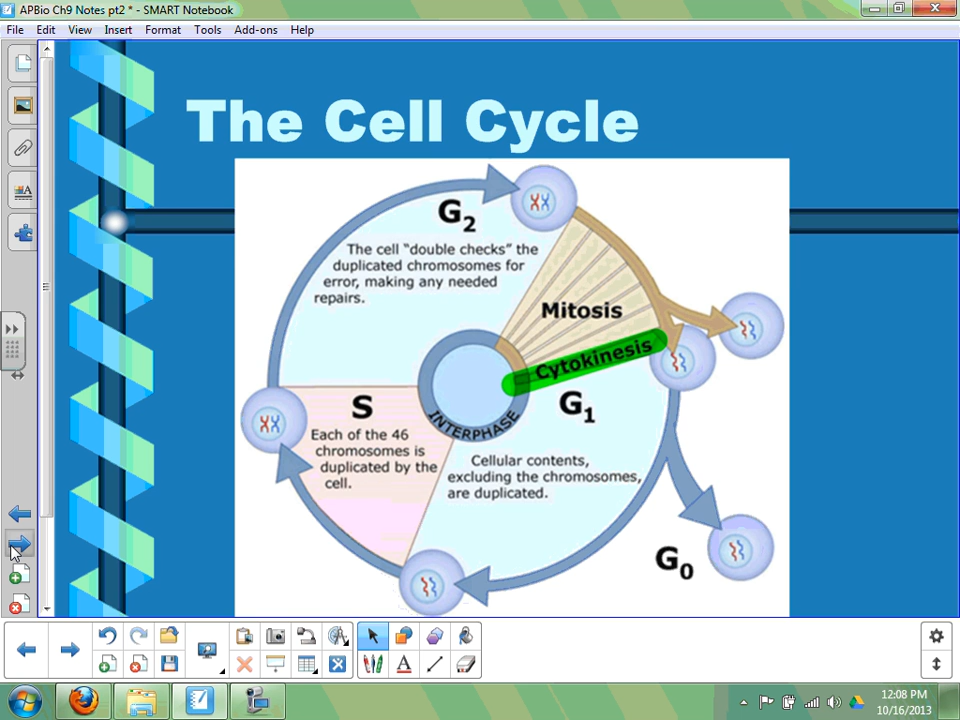 APBio Ch9 Notes pt2 * - SMART Notebook
File Edit View Insert Format Tools Add-ons Help
The Cell Cycle
G2
The cell “double checks” the
duplicated chromosomes for
error, making any needed
repairs.
Mitosis
Cytokinesis
G1
INTERPHASE
S
Each of the 46
chromosomes is
duplicated by the
cell.
Cellular contents,
excluding the chromosomes,
are duplicated.
G0
12:08 PM
10/16/2013